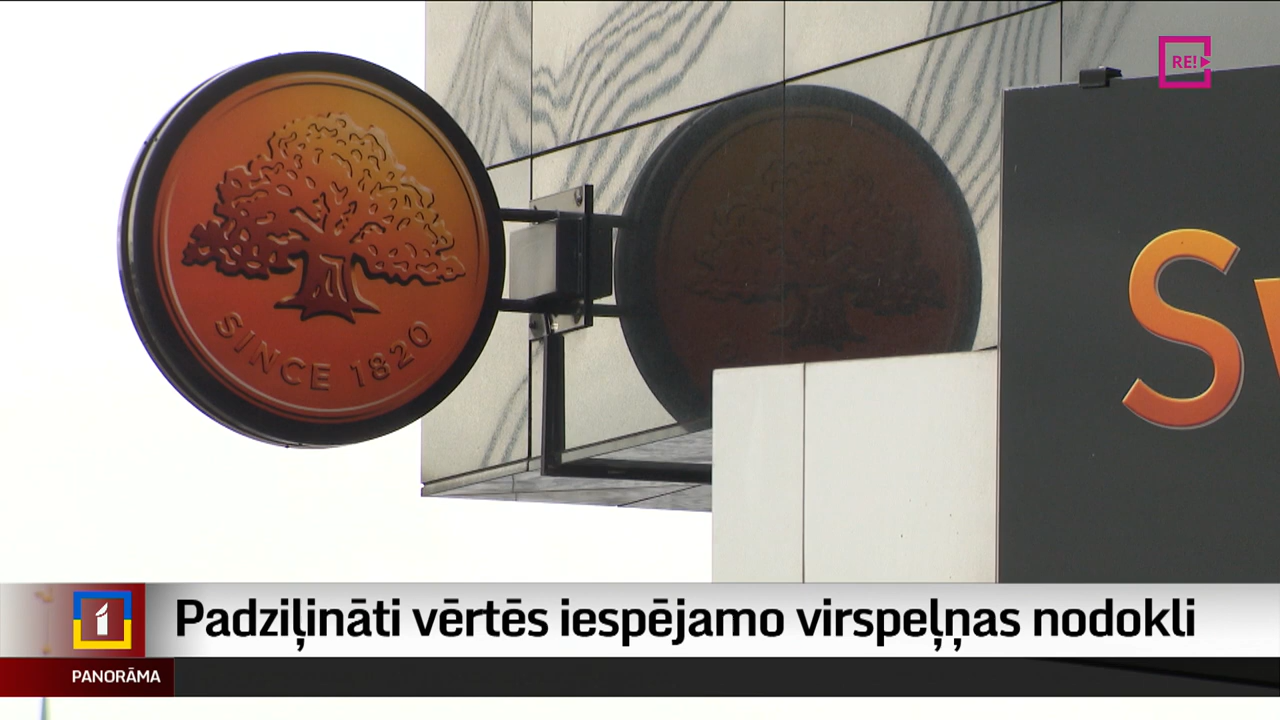 RE!
SINCE 1820
S
1
Padziļināti vērtēs iespējamo virspeļņas nodokli
PANORĀMA